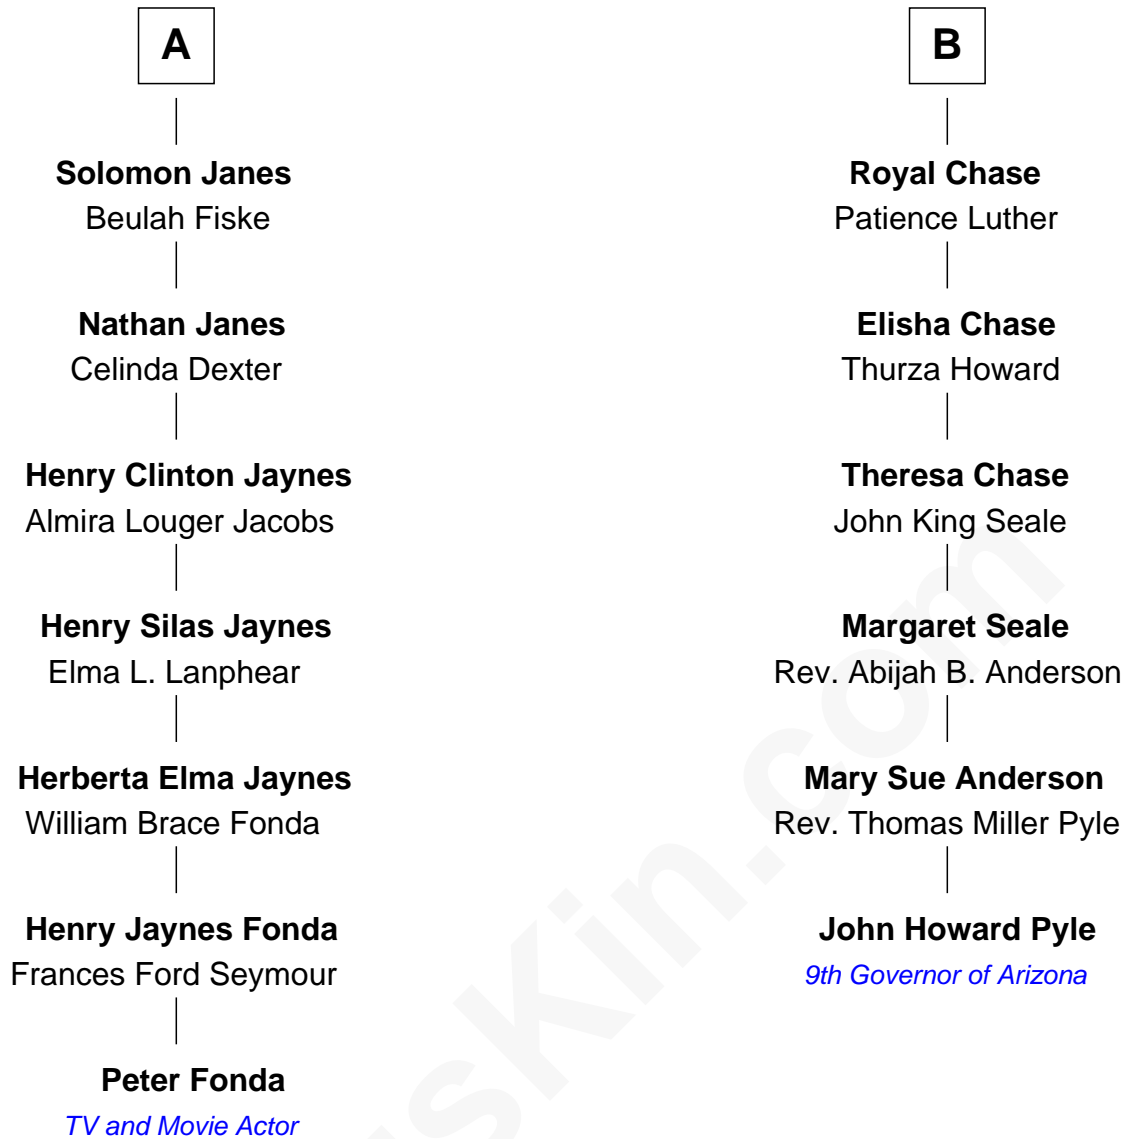 A
Solomon Janes
Beulah Fiske
Nathan Janes
Celinda Dexter
Henry Clinton Jaynes
Almira Louger Jacobs
Henry Silas Jaynes
Elma L. Lanphear
Herberta Elma Jaynes
William Brace Fonda
Henry Jaynes Fonda
Frances Ford Seymour
Peter Fonda
TV and Movie Actor
B
Royal Chase
Patience Luther
Elisha Chase
Thurza Howard
Theresa Chase
John King Seale
Margaret Seale
Rev. Abijah B. Anderson
Mary Sue Anderson
Rev. Thomas Miller Pyle
John Howard Pyle
9th Governor of Arizona